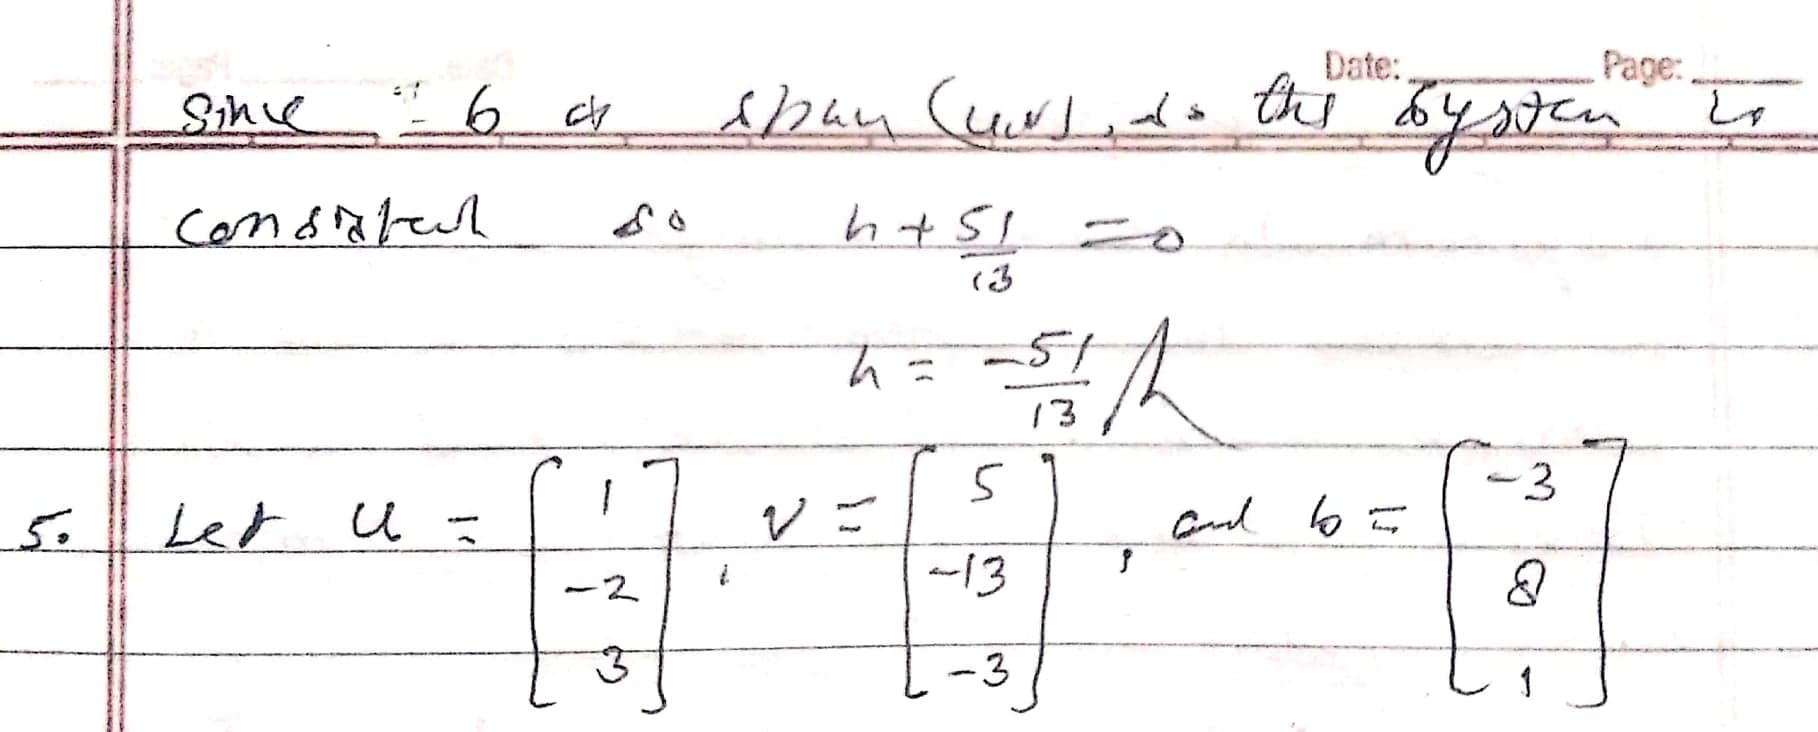 Date: Page:
Since b span (u,v), so the system is
consistent so h + 51/13 = 0
h = -51/13
5. Let u = [1 -2 3], v = [5 -13 -3], and b = [-3 8 1]